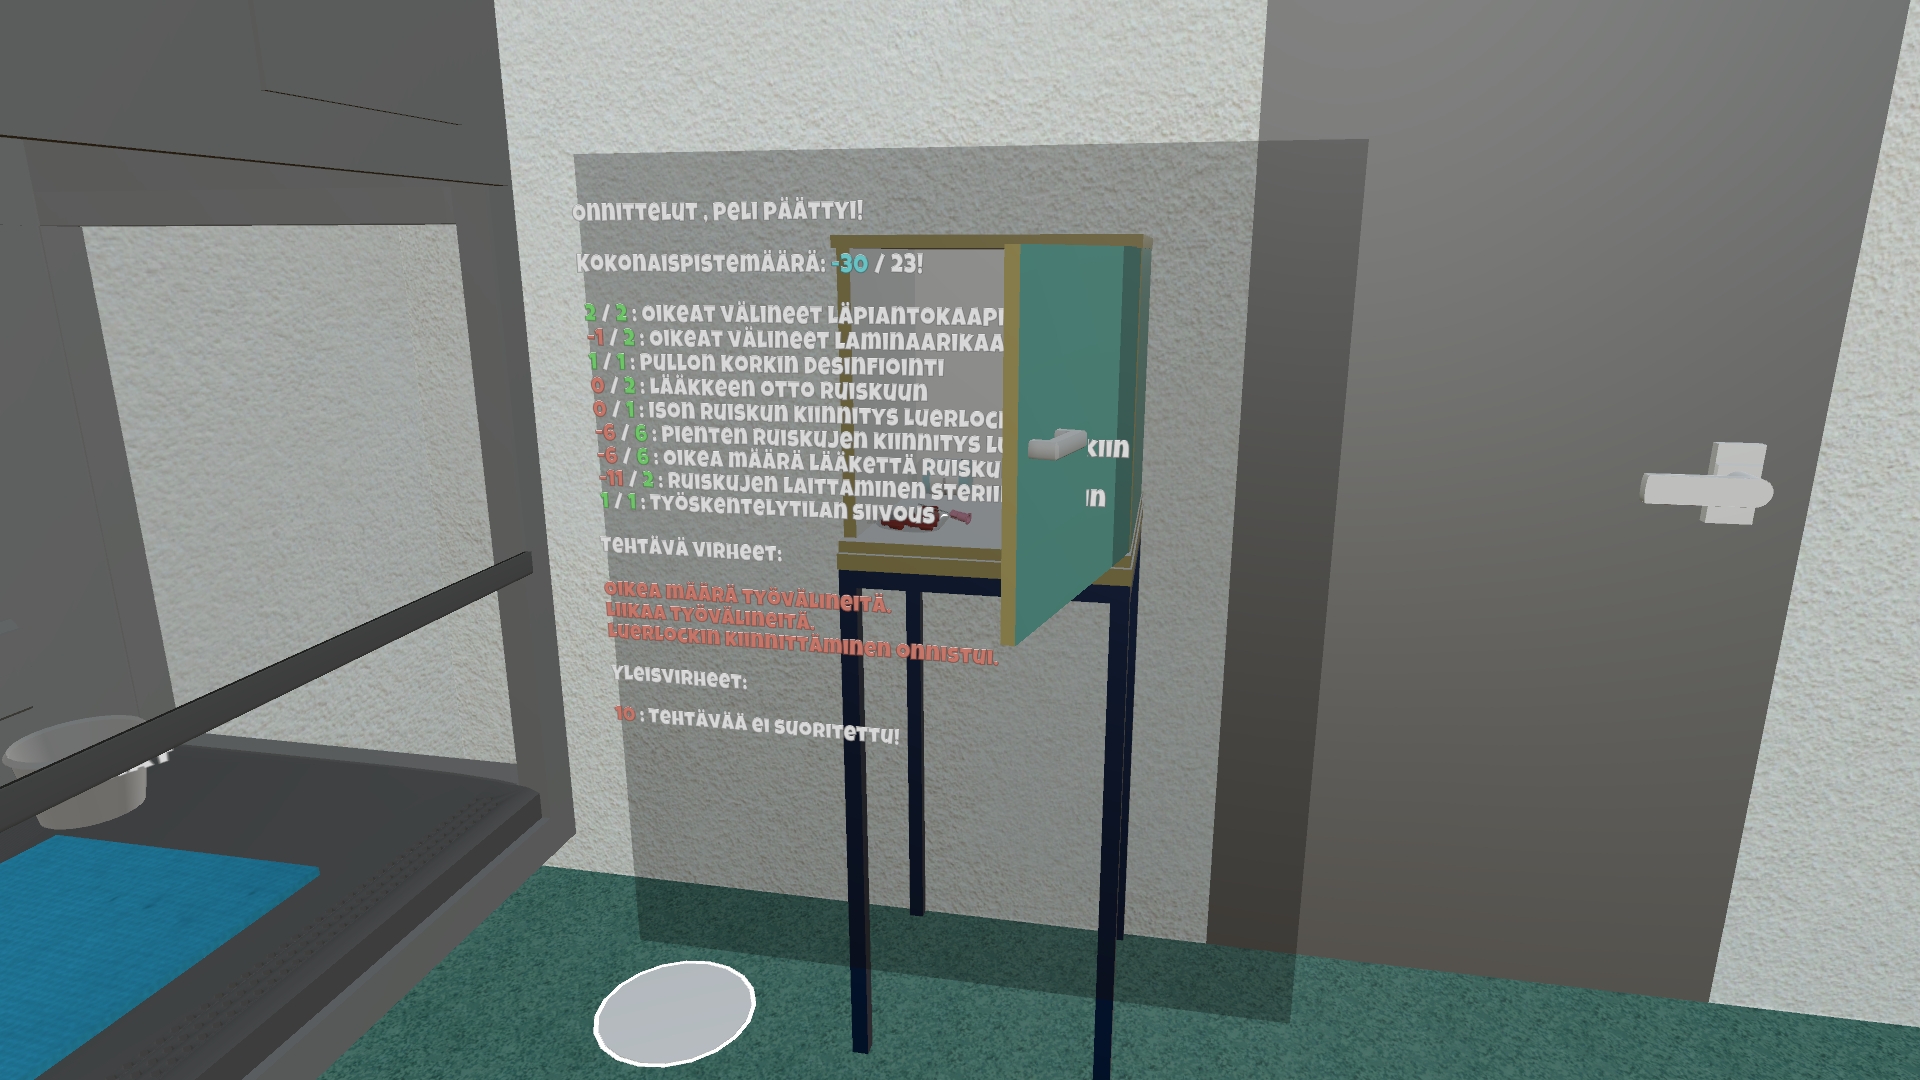 ONNITTELUT , PELI PÄÄTTYI!
KOKONAISPISTEMÄÄRÄ: -30 / 23!
2 / 2 : OIKEAT VÄLINEET LÄPIANTOKAAPI
-1 / 2 : OIKEAT VÄLINEET LAMINAARIKAA
1 / 1 : PULLON KORKIN DESINFIOINTI
0 / 2 : LÄÄKKEEN OTTO RUISKUUN
0 / 1 : ISON RUISKUN KIINNITYS LUERLOCK
-6 / 6 : PIENTEN RUISKUJEN KIINNITYS LU KIIN
-6 / 6 : OIKEA MÄÄRÄ LÄÄKETTÄ RUISKU
-11 / 2 : RUISKUJEN LAITTAMINEN STERII IN
1 / 1 : TYÖSKENTELYTILAN SIIVOUS
TEHTÄVÄ VIRHEET:
OIKEA MÄÄRÄ TYÖVÄLINEITÄ.
LIIKAA TYÖVÄLINEITÄ.
LUERLOCKIN KIINNITTÄMINEN ONNISTUI.
YLEISVIRHEET:
10 : TEHTÄVÄÄ EI SUORITETTU!